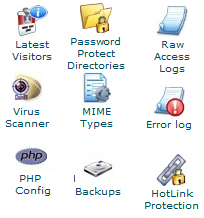 Latest Visitors
Password Protect Directories
Raw Access Logs
Virus Scanner
MIME Types
Error log
php
PHP Config
Backups
HotLink Protection